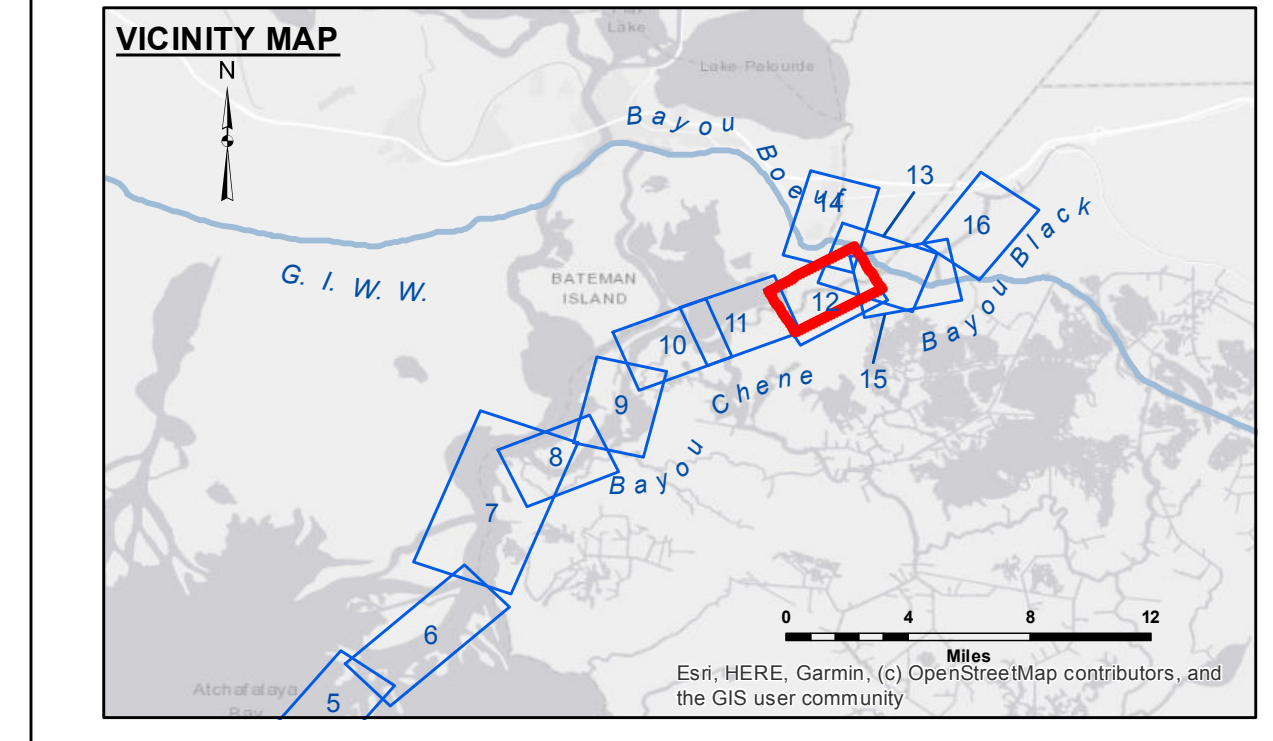 VICINITY MAP
N
Lake
Lake Palourde
Bayou
Boeuf
13
14
16
G. I. W. W.
BATEMAN
ISLAND
Bayou Black
12
11
10
15
Bayou Chene
9
8
7
6
5
Atchafalaya
Bay
0 4 8 12
Miles
Esri, HERE, Garmin, (c) OpenStreetMap contributors, and
the GIS user community